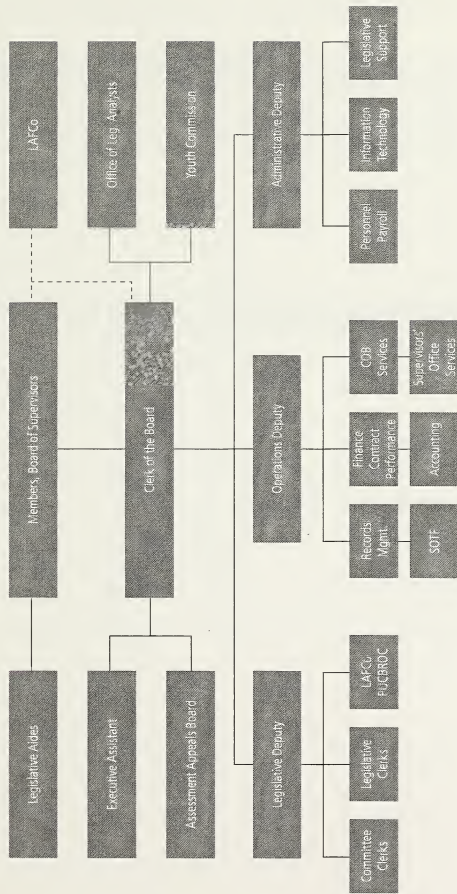 Legislative Aides
Members, Board of Supervisors
LAFCo
Executive Assistant
Clerk of the Board
Office of Leg. Analysts
Assessment Appeals Board
Youth Commission
Legislative Deputy
Operations Deputy
Administrative Deputy
Committee
Clerks
Legislative
Clerks
LAFCo
PUCBROC
Records
Mgmt.
Finance
Contract
Performance
COB
Services
Personnel
Payroll
Information
Technology
Legislative
Support
SOTF
Accounting
Supervisors'
Office
Services